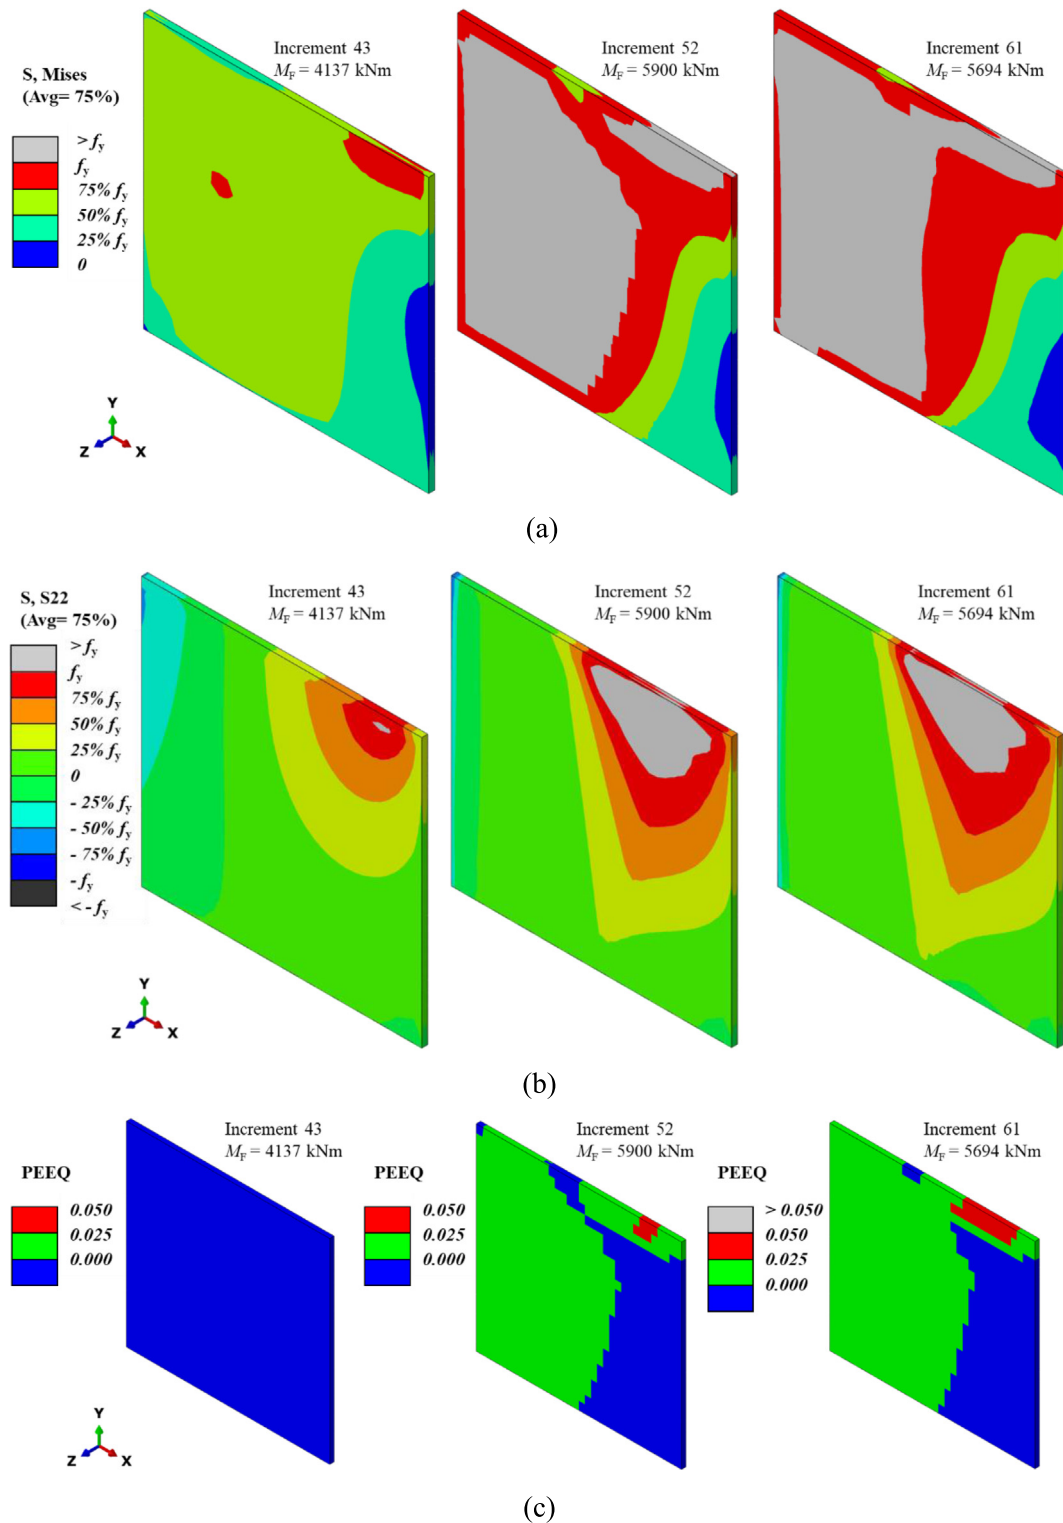 Increment 43
M_F = 4137 kNm
Increment 52
M_F = 5900 kNm
Increment 61
M_F = 5694 kNm
S, Mises
(Avg= 75%)
> f_y
f_y
75% f_y
50% f_y
25% f_y
0
Y
Z
X
(a)
Increment 43
M_F = 4137 kNm
Increment 52
M_F = 5900 kNm
Increment 61
M_F = 5694 kNm
S, S22
(Avg= 75%)
> f_y
f_y
75% f_y
50% f_y
25% f_y
0
- 25% f_y
- 50% f_y
- 75% f_y
- f_y
< - f_y
Y
Z
X
(b)
Increment 43
M_F = 4137 kNm
Increment 52
M_F = 5900 kNm
Increment 61
M_F = 5694 kNm
PEEQ
0.050
0.025
0.000
PEEQ
0.050
0.025
0.000
PEEQ
> 0.050
0.050
0.025
0.000
Y
Z
X
(c)